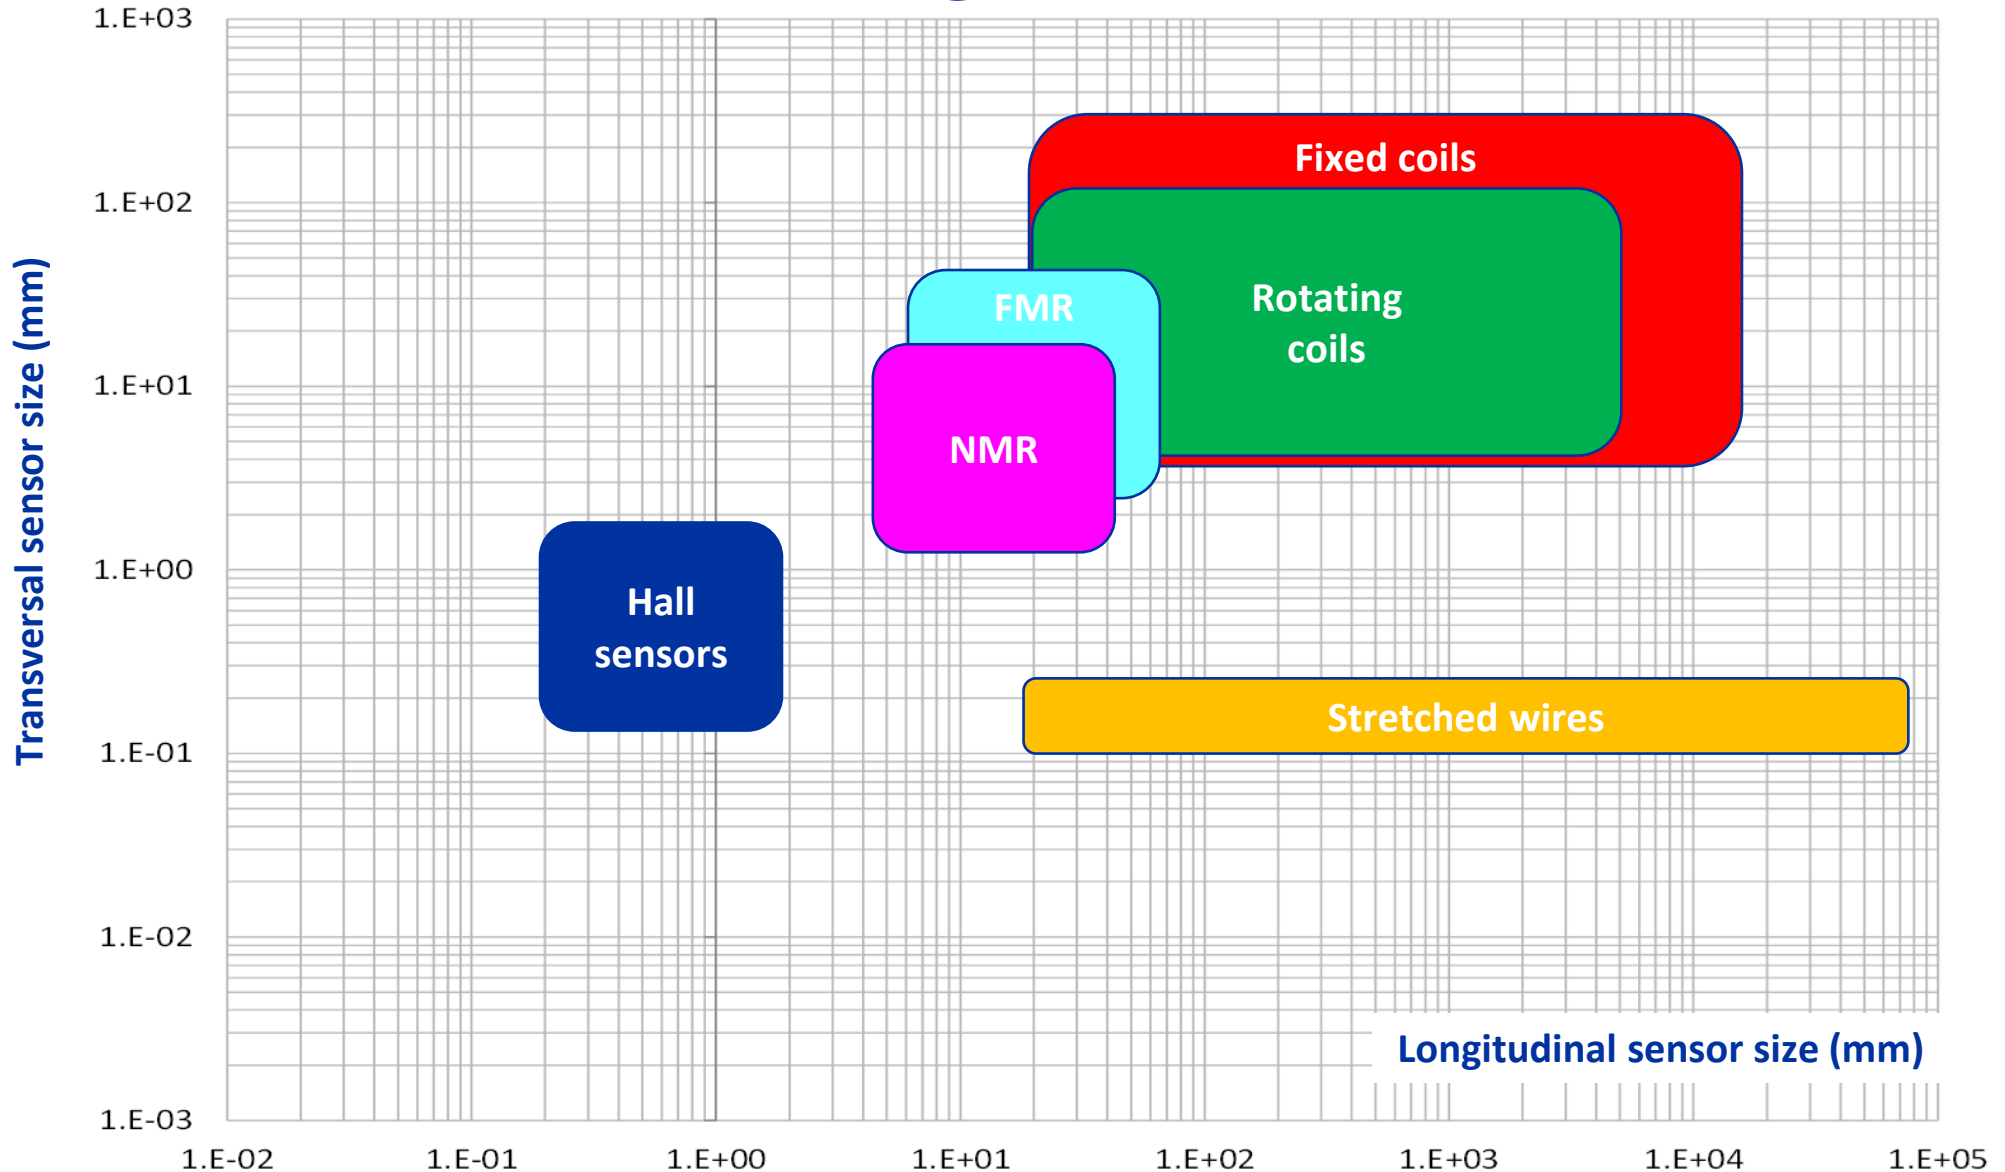 1.E+03
1.E+02
1.E+01
1.E+00
1.E-01
1.E-02
1.E-03
Transversal sensor size (mm)
Fixed coils
Rotating
coils
FMR
NMR
Hall
sensors
Stretched wires
Longitudinal sensor size (mm)
1.E-02 1.E-01 1.E+00 1.E+01 1.E+02 1.E+03 1.E+04 1.E+05